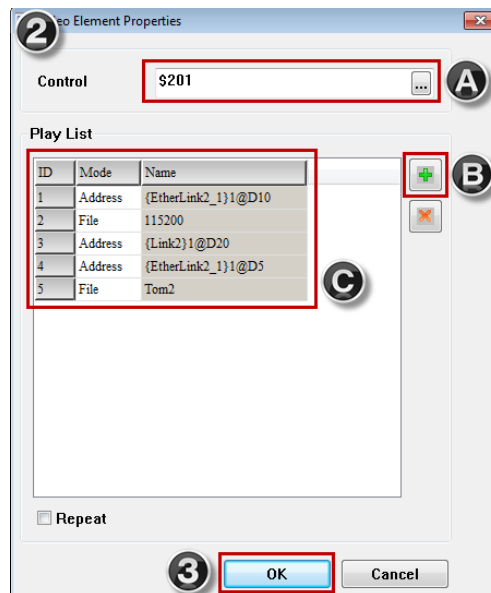 2 eo Element Properties
Control $201 ... A
Play List
B
ID Mode Name
1 Address {EtherLink2_1}1@D10
2 File 115200
3 Address {Link2}1@D20
4 Address {EtherLink2_1}1@D5
5 File Tom2
C
Repeat
3 OK Cancel